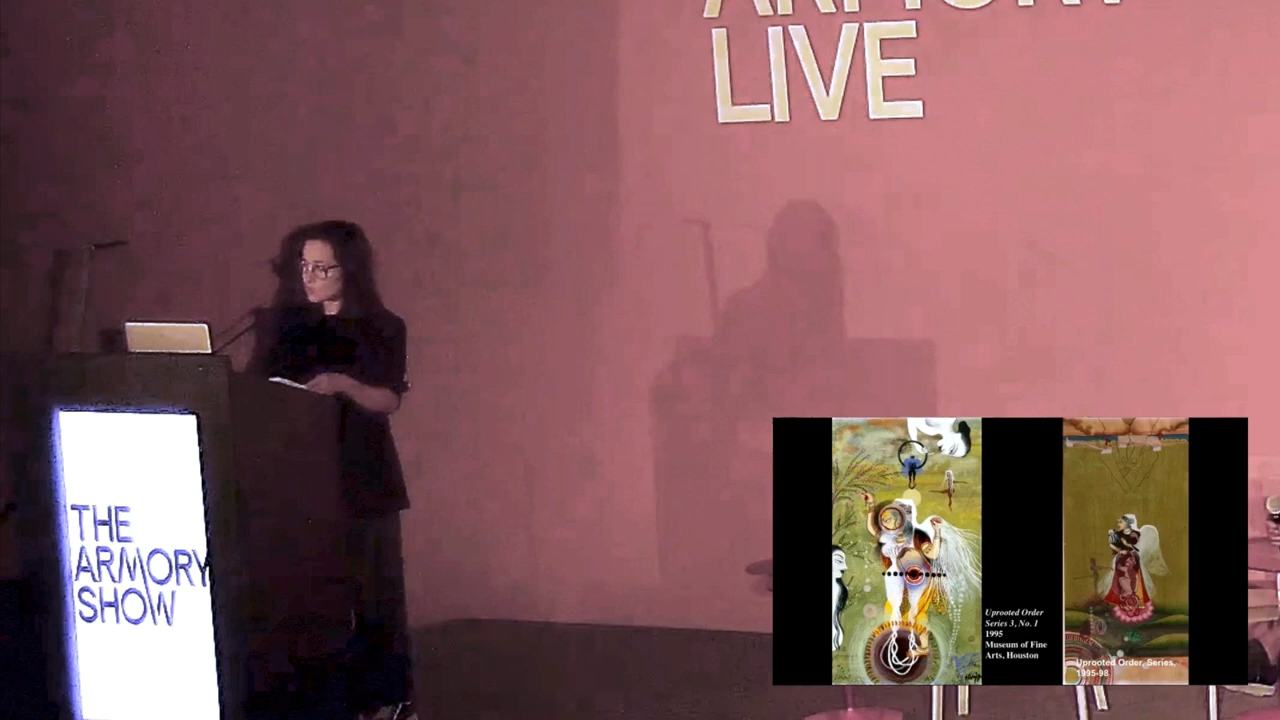 ARMORY
LIVE
THE
ARMORY
SHOW
Uprooted Order
Series 3, No. 1
1995
Museum of Fine
Arts, Houston
Uprooted Order, Series,
1995-98